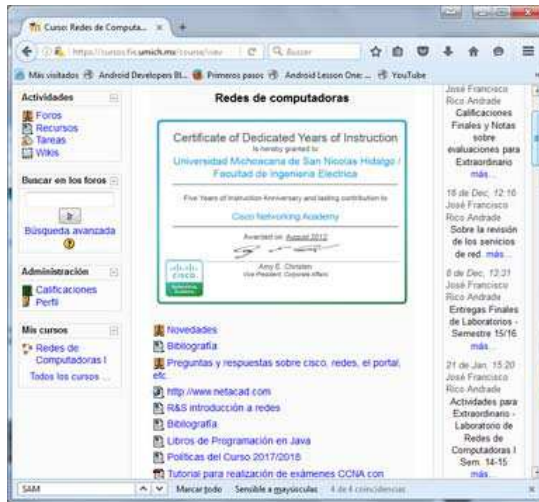 Curso: Redes de Computa...
https://cursos.fie.umich.mx/course/view
Buscar
Más visitados
Android Developers Bl...
Primeros pasos
Android Lesson One: ...
YouTube
Actividades
Foros
Recursos
Tareas
Wikis
Buscar en los foros
Búsqueda avanzada
Administración
Calificaciones
Perfil
Mis cursos
Redes de
Computadoras I
Todos los cursos ...
Redes de computadoras
Certificate of Dedicated Years of Instruction
Is hereby granted to
Universidad Michoacana de San Nicolas Hidalgo /
Facultad de Ingenieria Electrica
Five Years of Instruction Anniversary and lasting contribution to
Cisco Networking Academy
Awarded on August 2012
Amy E. Christen
Vice President, Corporate Affairs
cisco
Novedades
Bibliografía
Preguntas y respuestas sobre cisco, redes, el portal,
etc.
http://www.netacad.com
R&S introducción a redes
Bibliografía
Libros de Programación en Java
Políticas del Curso 2017/2018
Tutorial para realización de exámenes CCNA con
José Francisco
Rico Andrade
Calificaciones
Finales y Notas
sobre
evaluaciones para
Extraordinario
más...
16 de Dec, 12:16
José Francisco
Rico Andrade
Sobre la revisión
de los servicios
de red más...
8 de Dec, 13:31
José Francisco
Rico Andrade
Entregas Finales
de Laboratorios -
Semestre 15/16
más...
21 de Jan, 15:20
José Francisco
Rico Andrade
Actividades para
Extraordinario -
Laboratorio de
Redes de
Computadoras I
Sem. 14-15
más...
SAM
Marcar todo
Sensible a mayúsculas
4 de 4 coincidencias